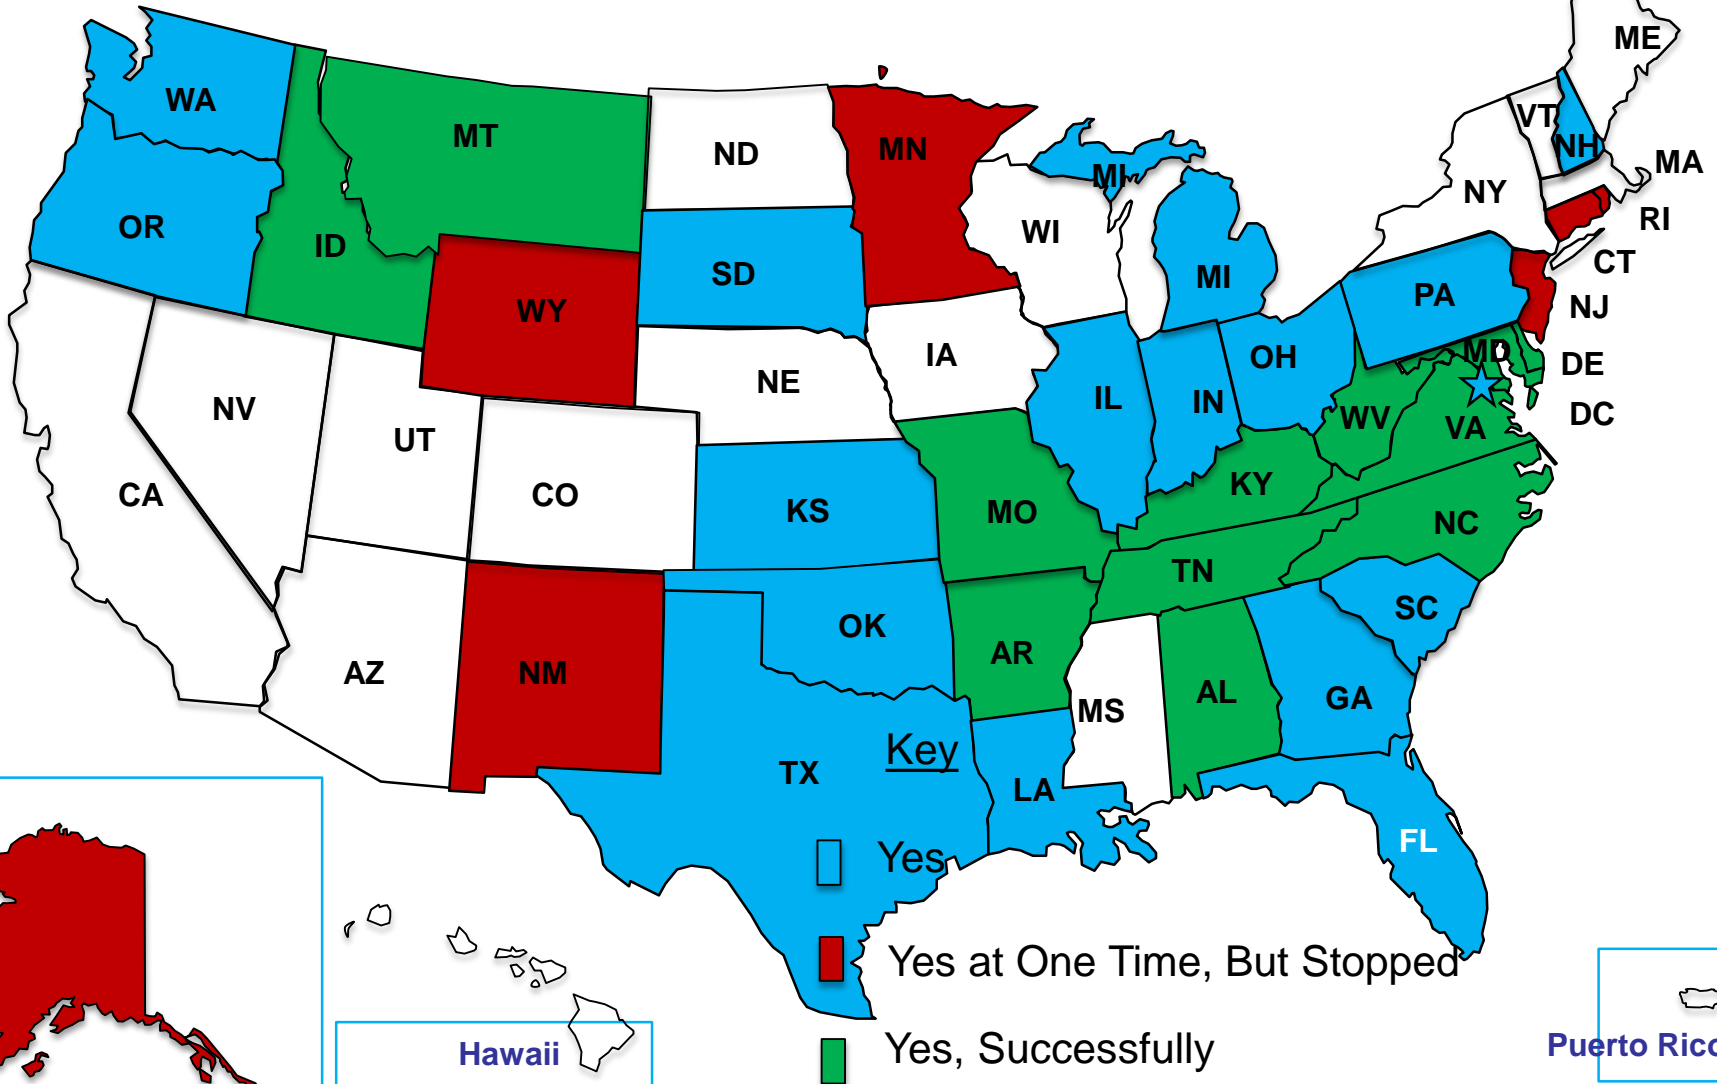 ME
WA
VT
MT
NH
ND
MN
MA
MI
NY
OR
RI
WI
ID
CT
SD
MI
PA
NJ
WY
MD
IA
OH
DE
NE
NV
IL
IN
DC
WV
VA
UT
CA
CO
KY
KS
MO
NC
TN
SC
OK
AR
AZ
NM
AL
GA
MS
Key
TX
LA
FL
Yes
Yes at One Time, But Stopped
Yes, Successfully
Hawaii
Puerto Rico